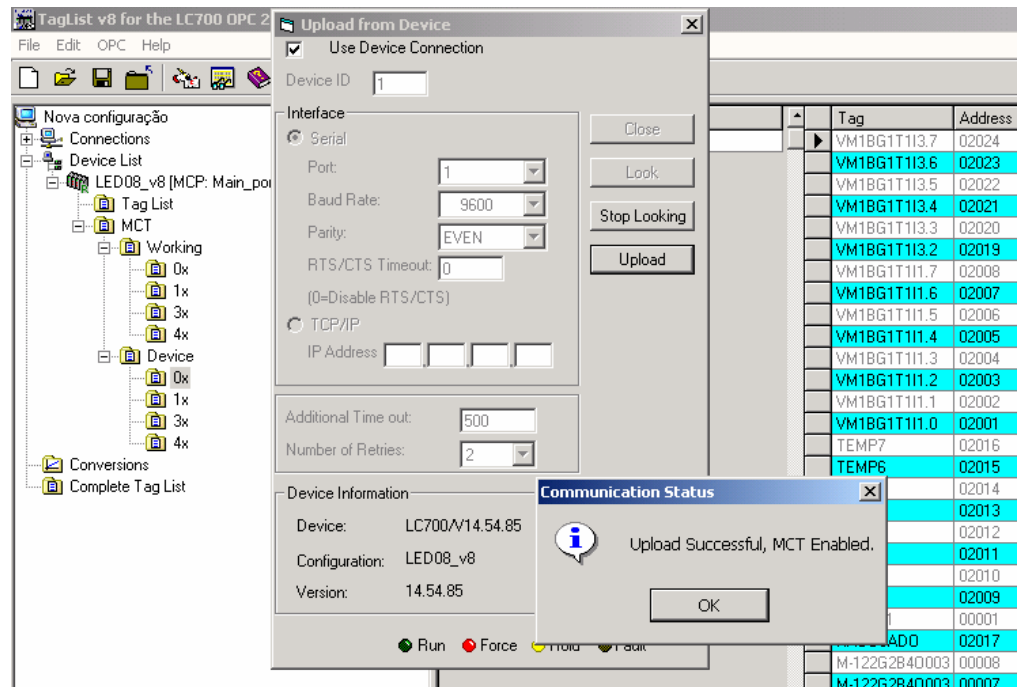 TagList v8 for the LC700 OPC 2
File Edit OPC Help
Nova configuração
Connections
Device List
LED08_v8 [MCP: Main_por
Tag List
MCT
Working
0x
1x
3x
4x
Device
0x
1x
3x
4x
Conversions
Complete Tag List
Upload from Device
Use Device Connection
Device ID 1
Interface
Serial
Port: 1
Baud Rate: 9600
Parity: EVEN
RTS/CTS Timeout: 0
(0=Disable RTS/CTS)
TCP/IP
IP Address
Close
Look
Stop Looking
Upload
Additional Time out: 500
Number of Retries: 2
Device Information
Device: LC700/V14.54.85
Configuration: LED08_v8
Version: 14.54.85
Run Force Hold Fault
Communication Status
Upload Successful, MCT Enabled.
OK
Tag Address
VM1BG1T1I3.7 02024
VM1BG1T1I3.6 02023
VM1BG1T1I3.5 02022
VM1BG1T1I3.4 02021
VM1BG1T1I3.3 02020
VM1BG1T1I3.2 02019
VM1BG1T1I1.7 02008
VM1BG1T1I1.6 02007
VM1BG1T1I1.5 02006
VM1BG1T1I1.4 02005
VM1BG1T1I1.3 02004
VM1BG1T1I1.2 02003
VM1BG1T1I1.1 02002
VM1BG1T1I1.0 02001
TEMP7 02016
TEMP6 02015
02014
02013
02012
02011
02010
02009
1 00001
ADO 02017
M-122G2B4O003 00008
M-122G2B4O003 00007